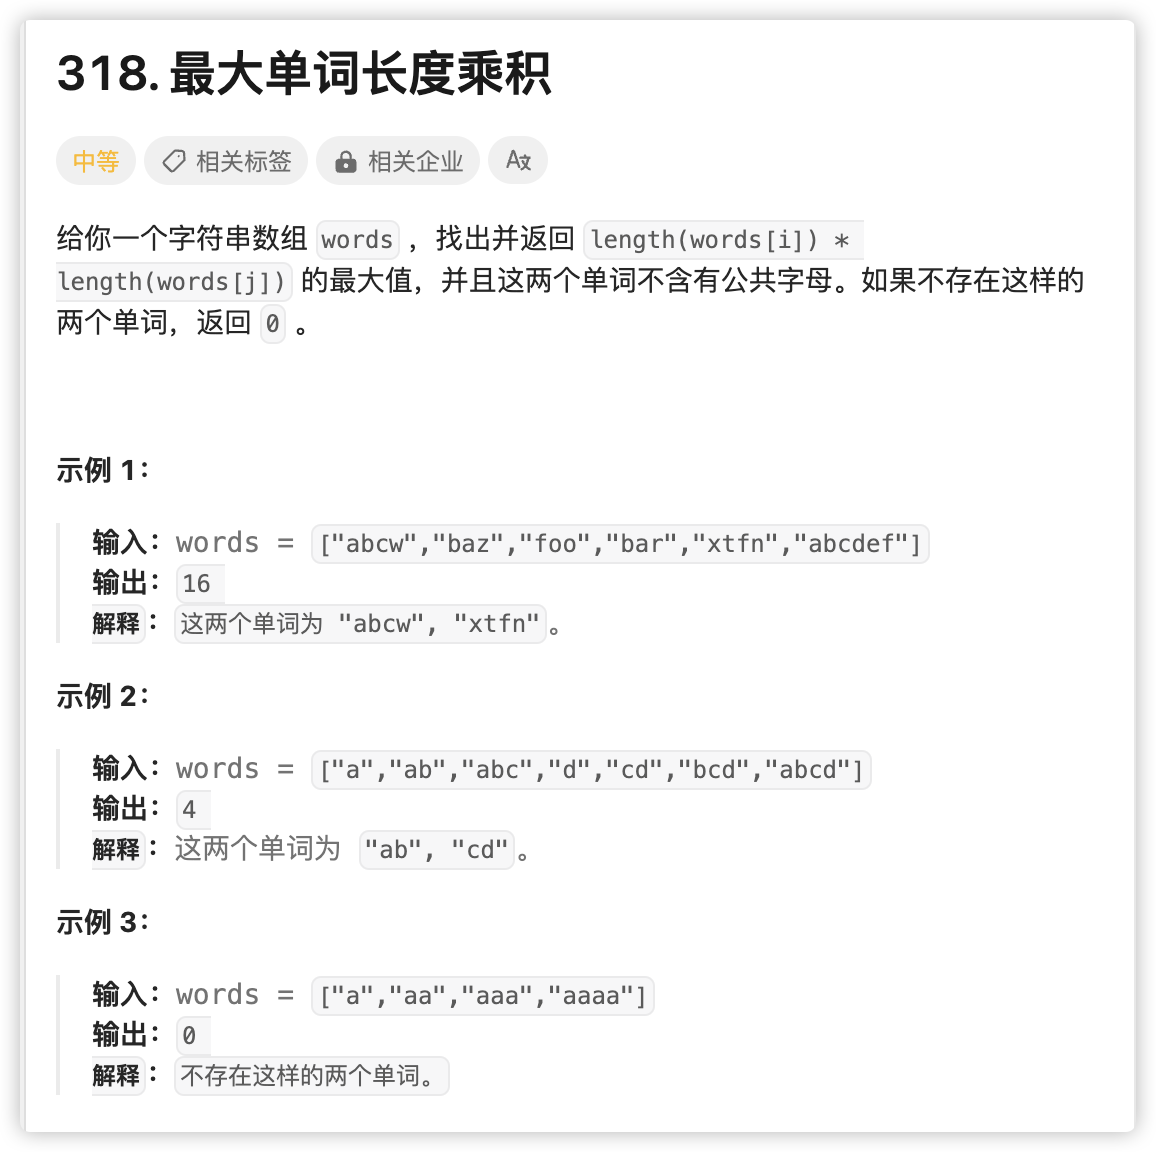 318. 最大单词长度乘积
中等 相关标签 相关企业 A文
给你一个字符串数组 words ，找出并返回 length(words[i]) *
length(words[j]) 的最大值，并且这两个单词不含有公共字母。如果不存在这样的
两个单词，返回 0 。
示例 1：
输入：words = ["abcw","baz","foo","bar","xtfn","abcdef"]
输出：16
解释：这两个单词为 "abcw", "xtfn"。
示例 2：
输入：words = ["a","ab","abc","d","cd","bcd","abcd"]
输出：4
解释：这两个单词为 "ab", "cd"。
示例 3：
输入：words = ["a","aa","aaa","aaaa"]
输出：0
解释：不存在这样的两个单词。